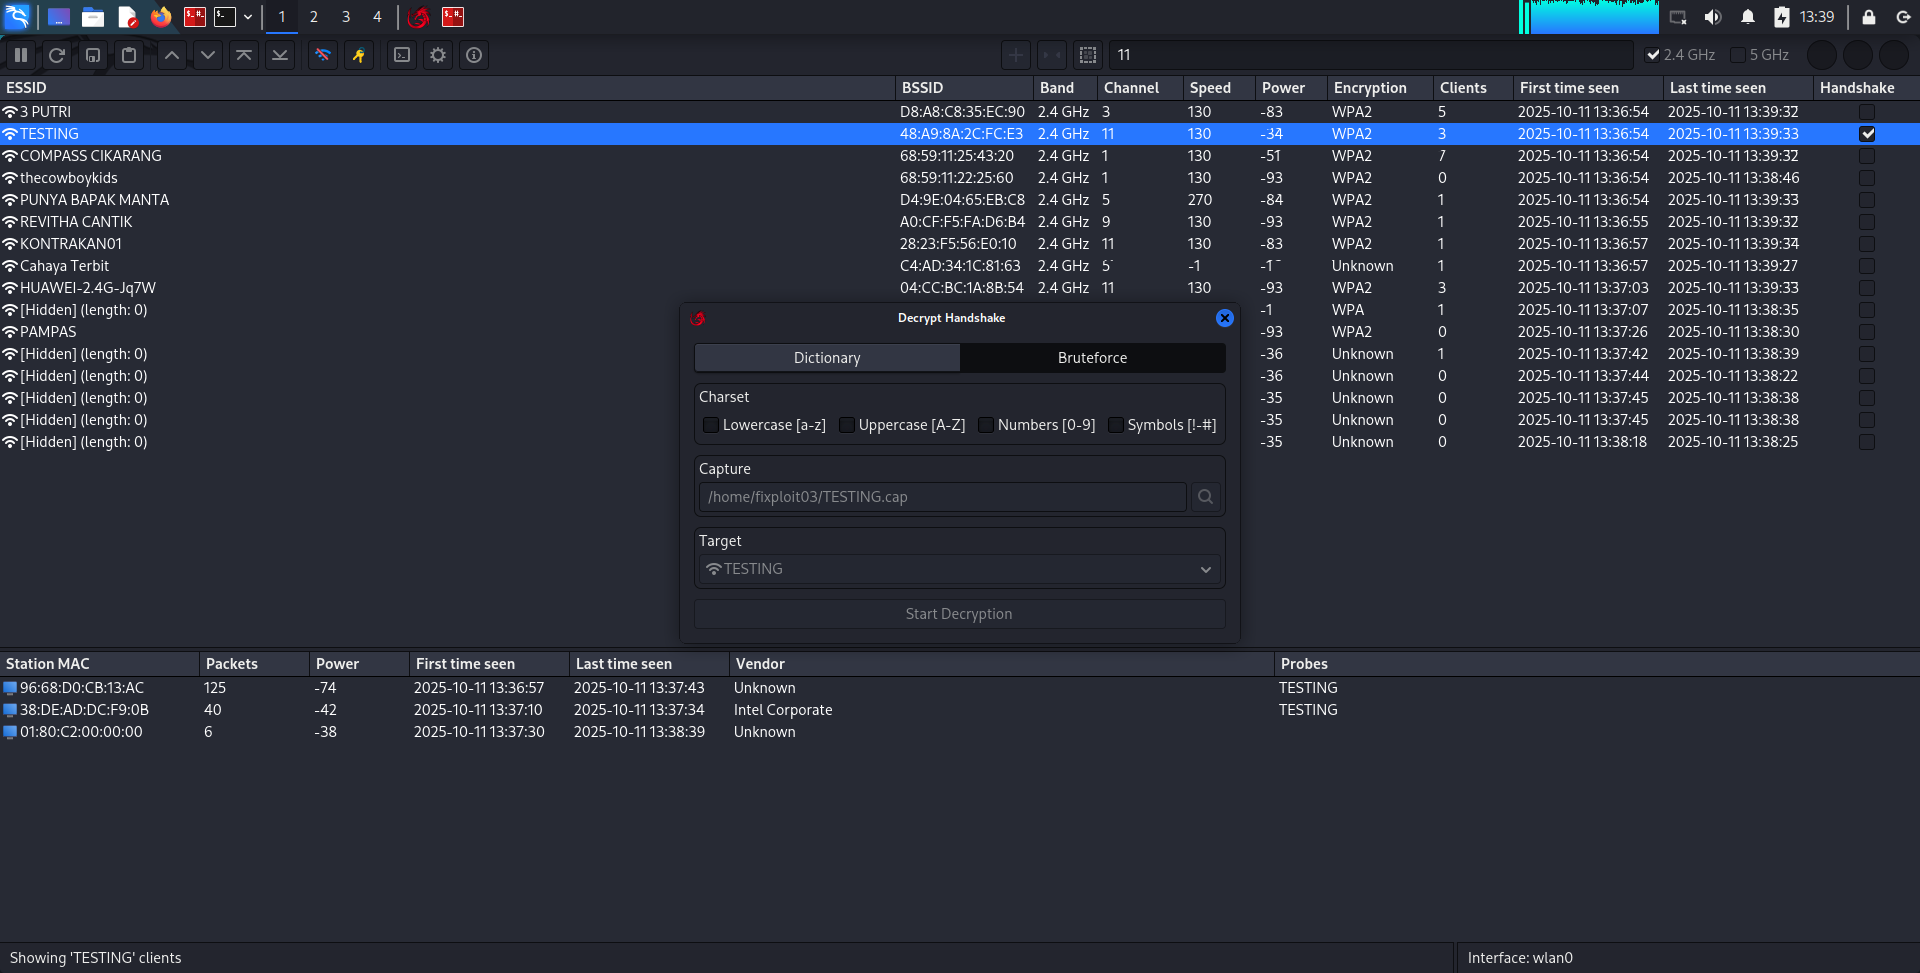 1 2 3 4 13:39
11 2.4 GHz 5 GHz
ESSID BSSID Band Channel Speed Power Encryption Clients First time seen Last time seen Handshake
3 PUTRI D8:A8:C8:35:EC:90 2.4 GHz 3 130 -83 WPA2 5 2025-10-11 13:36:54 2025-10-11 13:39:32
TESTING 48:A9:8A:2C:FC:E3 2.4 GHz 11 130 -34 WPA2 3 2025-10-11 13:36:54 2025-10-11 13:39:33
COMPASS CIKARANG 68:59:11:25:43:20 2.4 GHz 1 130 -51 WPA2 7 2025-10-11 13:36:54 2025-10-11 13:39:32
thecowboykids 68:59:11:22:25:60 2.4 GHz 1 130 -93 WPA2 0 2025-10-11 13:36:54 2025-10-11 13:38:46
PUNYA BAPAK MANTA D4:9E:04:65:EB:C8 2.4 GHz 5 270 -84 WPA2 1 2025-10-11 13:36:54 2025-10-11 13:39:33
REVITHA CANTIK A0:CF:F5:FA:D6:B4 2.4 GHz 9 130 -93 WPA2 1 2025-10-11 13:36:55 2025-10-11 13:39:32
KONTRAKAN01 28:23:F5:56:E0:10 2.4 GHz 11 130 -83 WPA2 1 2025-10-11 13:36:57 2025-10-11 13:39:34
Cahaya Terbit C4:AD:34:1C:81:63 2.4 GHz 5 -1 -1 Unknown 1 2025-10-11 13:36:57 2025-10-11 13:39:27
HUAWEI-2.4G-Jq7W 04:CC:BC:1A:8B:54 2.4 GHz 11 130 -93 WPA2 3 2025-10-11 13:37:03 2025-10-11 13:39:33
[Hidden] (length: 0) -1 WPA 1 2025-10-11 13:37:07 2025-10-11 13:38:35
PAMPAS -93 WPA2 0 2025-10-11 13:37:26 2025-10-11 13:38:30
[Hidden] (length: 0) -36 Unknown 1 2025-10-11 13:37:42 2025-10-11 13:38:39
[Hidden] (length: 0) -36 Unknown 0 2025-10-11 13:37:44 2025-10-11 13:38:22
[Hidden] (length: 0) -35 Unknown 0 2025-10-11 13:37:45 2025-10-11 13:38:38
[Hidden] (length: 0) -35 Unknown 0 2025-10-11 13:37:45 2025-10-11 13:38:38
[Hidden] (length: 0) -35 Unknown 0 2025-10-11 13:38:18 2025-10-11 13:38:25
Decrypt Handshake
Dictionary Bruteforce
Charset
Lowercase [a-z] Uppercase [A-Z] Numbers [0-9] Symbols [!-#]
Capture
/home/fixploit03/TESTING.cap
Target
TESTING
Start Decryption
Station MAC Packets Power First time seen Last time seen Vendor Probes
96:68:D0:CB:13:AC 125 -74 2025-10-11 13:36:57 2025-10-11 13:37:43 Unknown TESTING
38:DE:AD:DC:F9:0B 40 -42 2025-10-11 13:37:10 2025-10-11 13:37:34 Intel Corporate TESTING
01:80:C2:00:00:00 6 -38 2025-10-11 13:37:30 2025-10-11 13:38:39 Unknown
Showing 'TESTING' clients Interface: wlan0